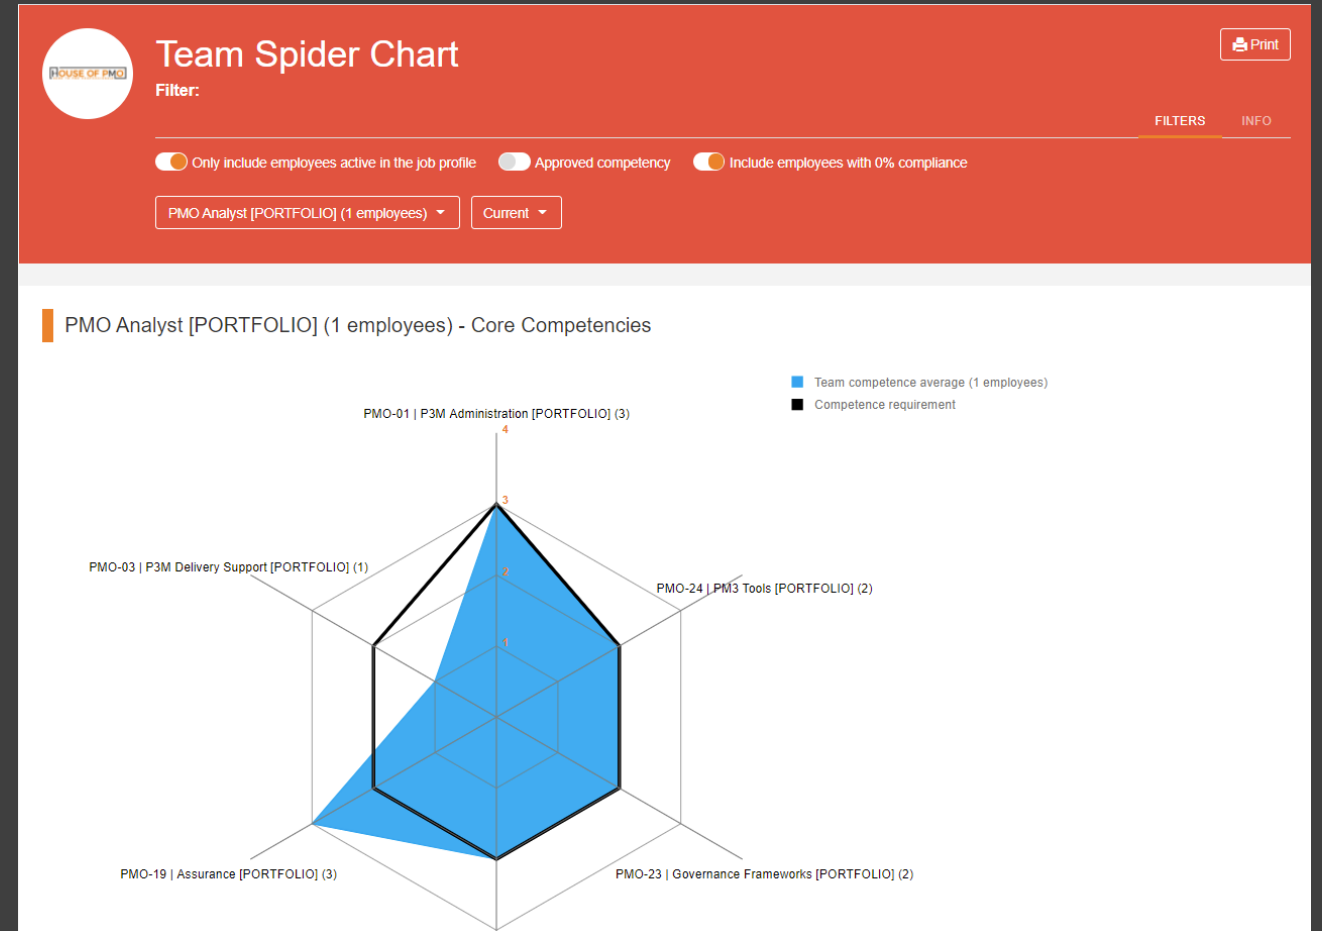 HOUSE OF PMO
Team Spider Chart
Print
Filter:
FILTERS
INFO
Only include employees active in the job profile
Approved competency
Include employees with 0% compliance
PMO Analyst [PORTFOLIO] (1 employees)
Current
PMO Analyst [PORTFOLIO] (1 employees) - Core Competencies
Team competence average (1 employees)
Competence requirement
PMO-01 | P3M Administration [PORTFOLIO] (3)
4
3
2
1
PMO-03 | P3M Delivery Support [PORTFOLIO] (1)
PMO-24 | PM3 Tools [PORTFOLIO] (2)
PMO-19 | Assurance [PORTFOLIO] (3)
PMO-23 | Governance Frameworks [PORTFOLIO] (2)